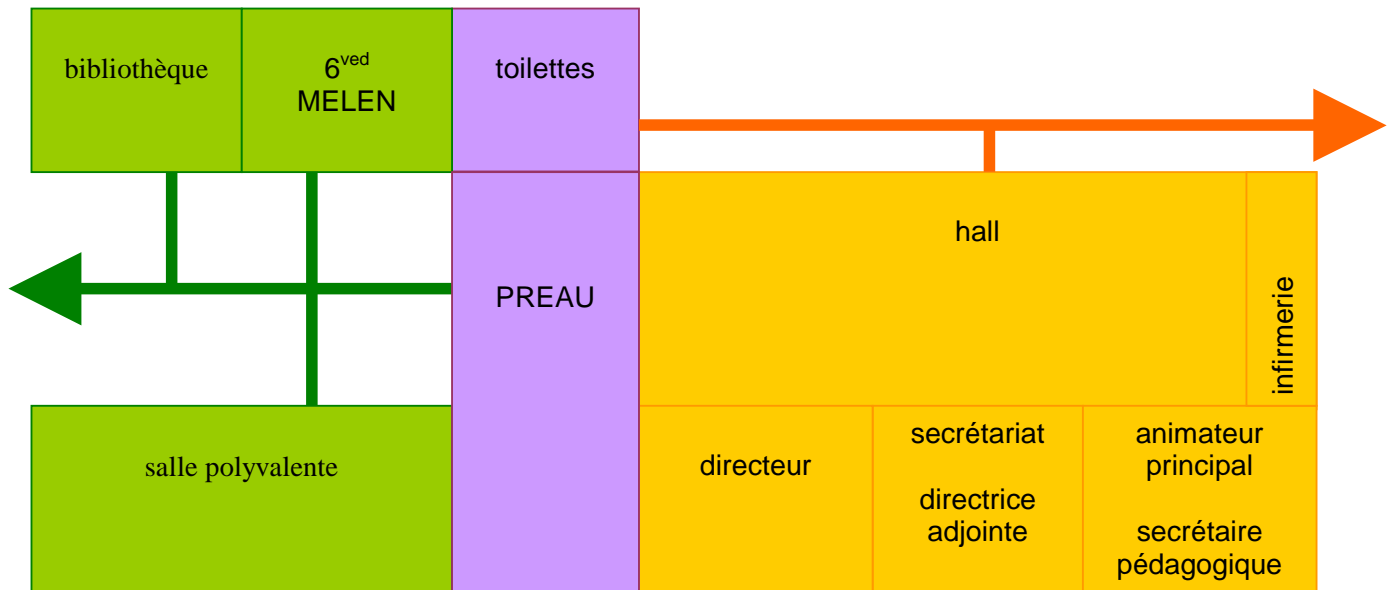 bibliothèque
6ved
MELEN
toilettes
hall
PREAU
infirmerie
salle polyvalente
directeur
secrétariat
directrice
adjointe
animateur
principal
secrétaire
pédagogique